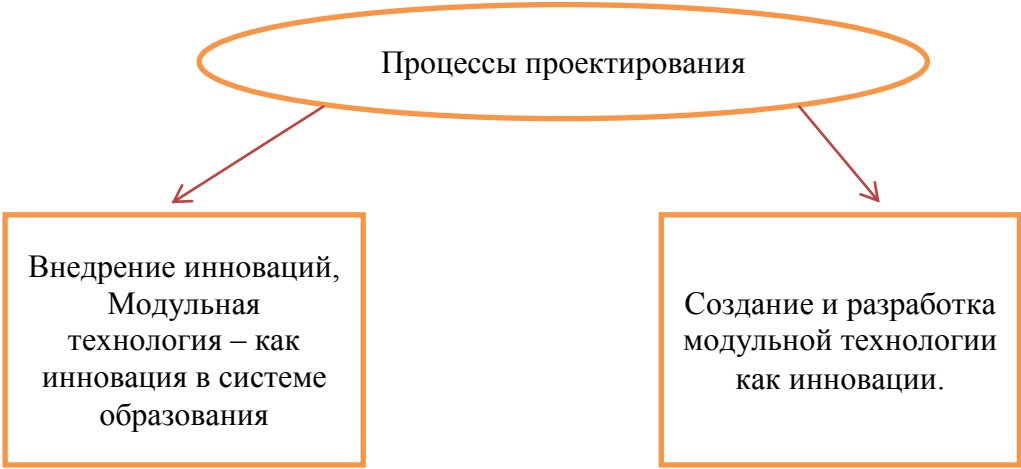 Процессы проектирования
Внедрение инноваций,
Модульная
технология – как
инновация в системе
образования
Создание и разработка
модульной технологии
как инновации.